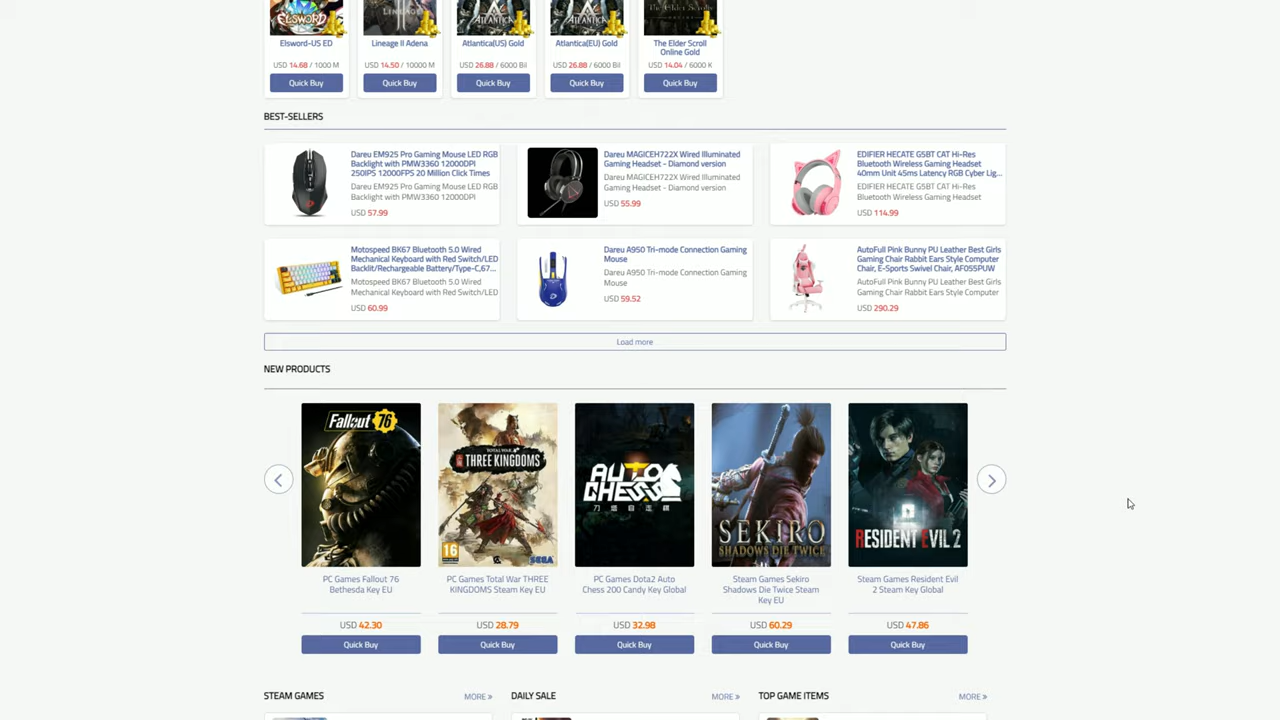 ELSWORD
ATLANTICA
ATLANTICA
The Elder Scrolls
Elsword-US ED
Lineage II Adena
Atlantica(US) Gold
Atlantica(EU) Gold
The Elder Scroll
Online Gold
USD 14.68 / 1000 M
USD 14.50 / 10000 M
USD 26.88 / 6000 Bil
USD 26.88 / 6000 Bil
USD 14.04 / 6000 K
Quick Buy
Quick Buy
Quick Buy
Quick Buy
Quick Buy
BEST-SELLERS
Dareu EM925 Pro Gaming Mouse LED RGB
Backlight with PMW3360 12000DPI
250IPS 12000FPS 20 Million Click Times
Dareu EM925 Pro Gaming Mouse LED RGB
Backlight with PMW3360 12000DPI
USD 57.99
Dareu MAGICEH722X Wired Illuminated
Gaming Headset - Diamond version
Dareu MAGICEH722X Wired Illuminated
Gaming Headset - Diamond version
USD 55.99
EDIFIER HECATE G5BT CAT Hi-Res
Bluetooth Wireless Gaming Headset
40mm Unit 45ms Latency RGB Cyber Lig...
EDIFIER HECATE G5BT CAT Hi-Res
Bluetooth Wireless Gaming Headset
USD 114.99
Motospeed BK67 Bluetooth 5.0 Wired
Mechanical Keyboard with Red Switch/LED
Backlit/Rechargeable Battery/Type-C,67...
Motospeed BK67 Bluetooth 5.0 Wired
Mechanical Keyboard with Red Switch/LED
USD 60.99
Dareu A950 Tri-mode Connection Gaming
Mouse
Dareu A950 Tri-mode Connection Gaming
Mouse
USD 59.52
AutoFull Pink Bunny PU Leather Best Girls
Gaming Chair Rabbit Ears Style Computer
Chair, E-Sports Swivel Chair, AF055PUW
AutoFull Pink Bunny PU Leather Best Girls
Gaming Chair Rabbit Ears Style Computer
USD 290.29
Load more
NEW PRODUCTS
Fallout 76
TOTAL WAR
THREE KINGDOMS
16
SEGA
AUTO
CHESS
刀塔自走棋
SEKIRO
SHADOWS DIE TWICE
RESIDENT EVIL 2
PC Games Fallout 76
Bethesda Key EU
PC Games Total War THREE
KINGDOMS Steam Key EU
PC Games Dota2 Auto
Chess 200 Candy Key Global
Steam Games Sekiro
Shadows Die Twice Steam
Key EU
Steam Games Resident Evil
2 Steam Key Global
USD 42.30
USD 28.79
USD 32.98
USD 60.29
USD 47.86
Quick Buy
Quick Buy
Quick Buy
Quick Buy
Quick Buy
STEAM GAMES
MORE »
DAILY SALE
MORE »
TOP GAME ITEMS
MORE »